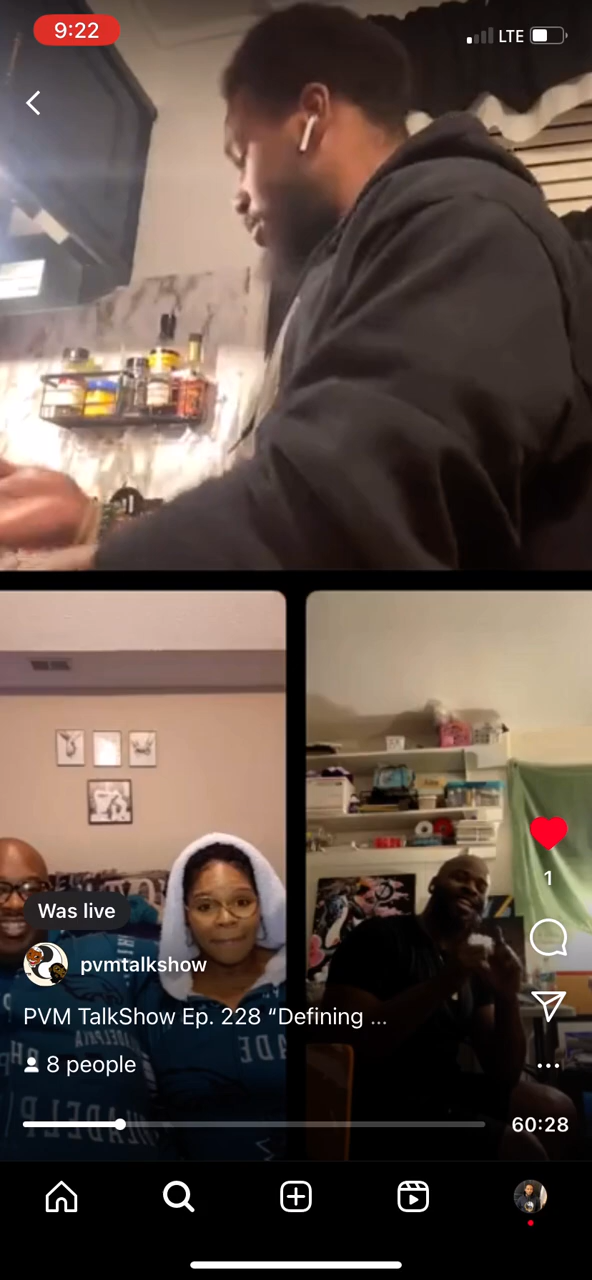 9:22
LTE
Was live
pvmtalkshow
PVM TalkShow Ep. 228 “Defining ...
8 people
1
60:28